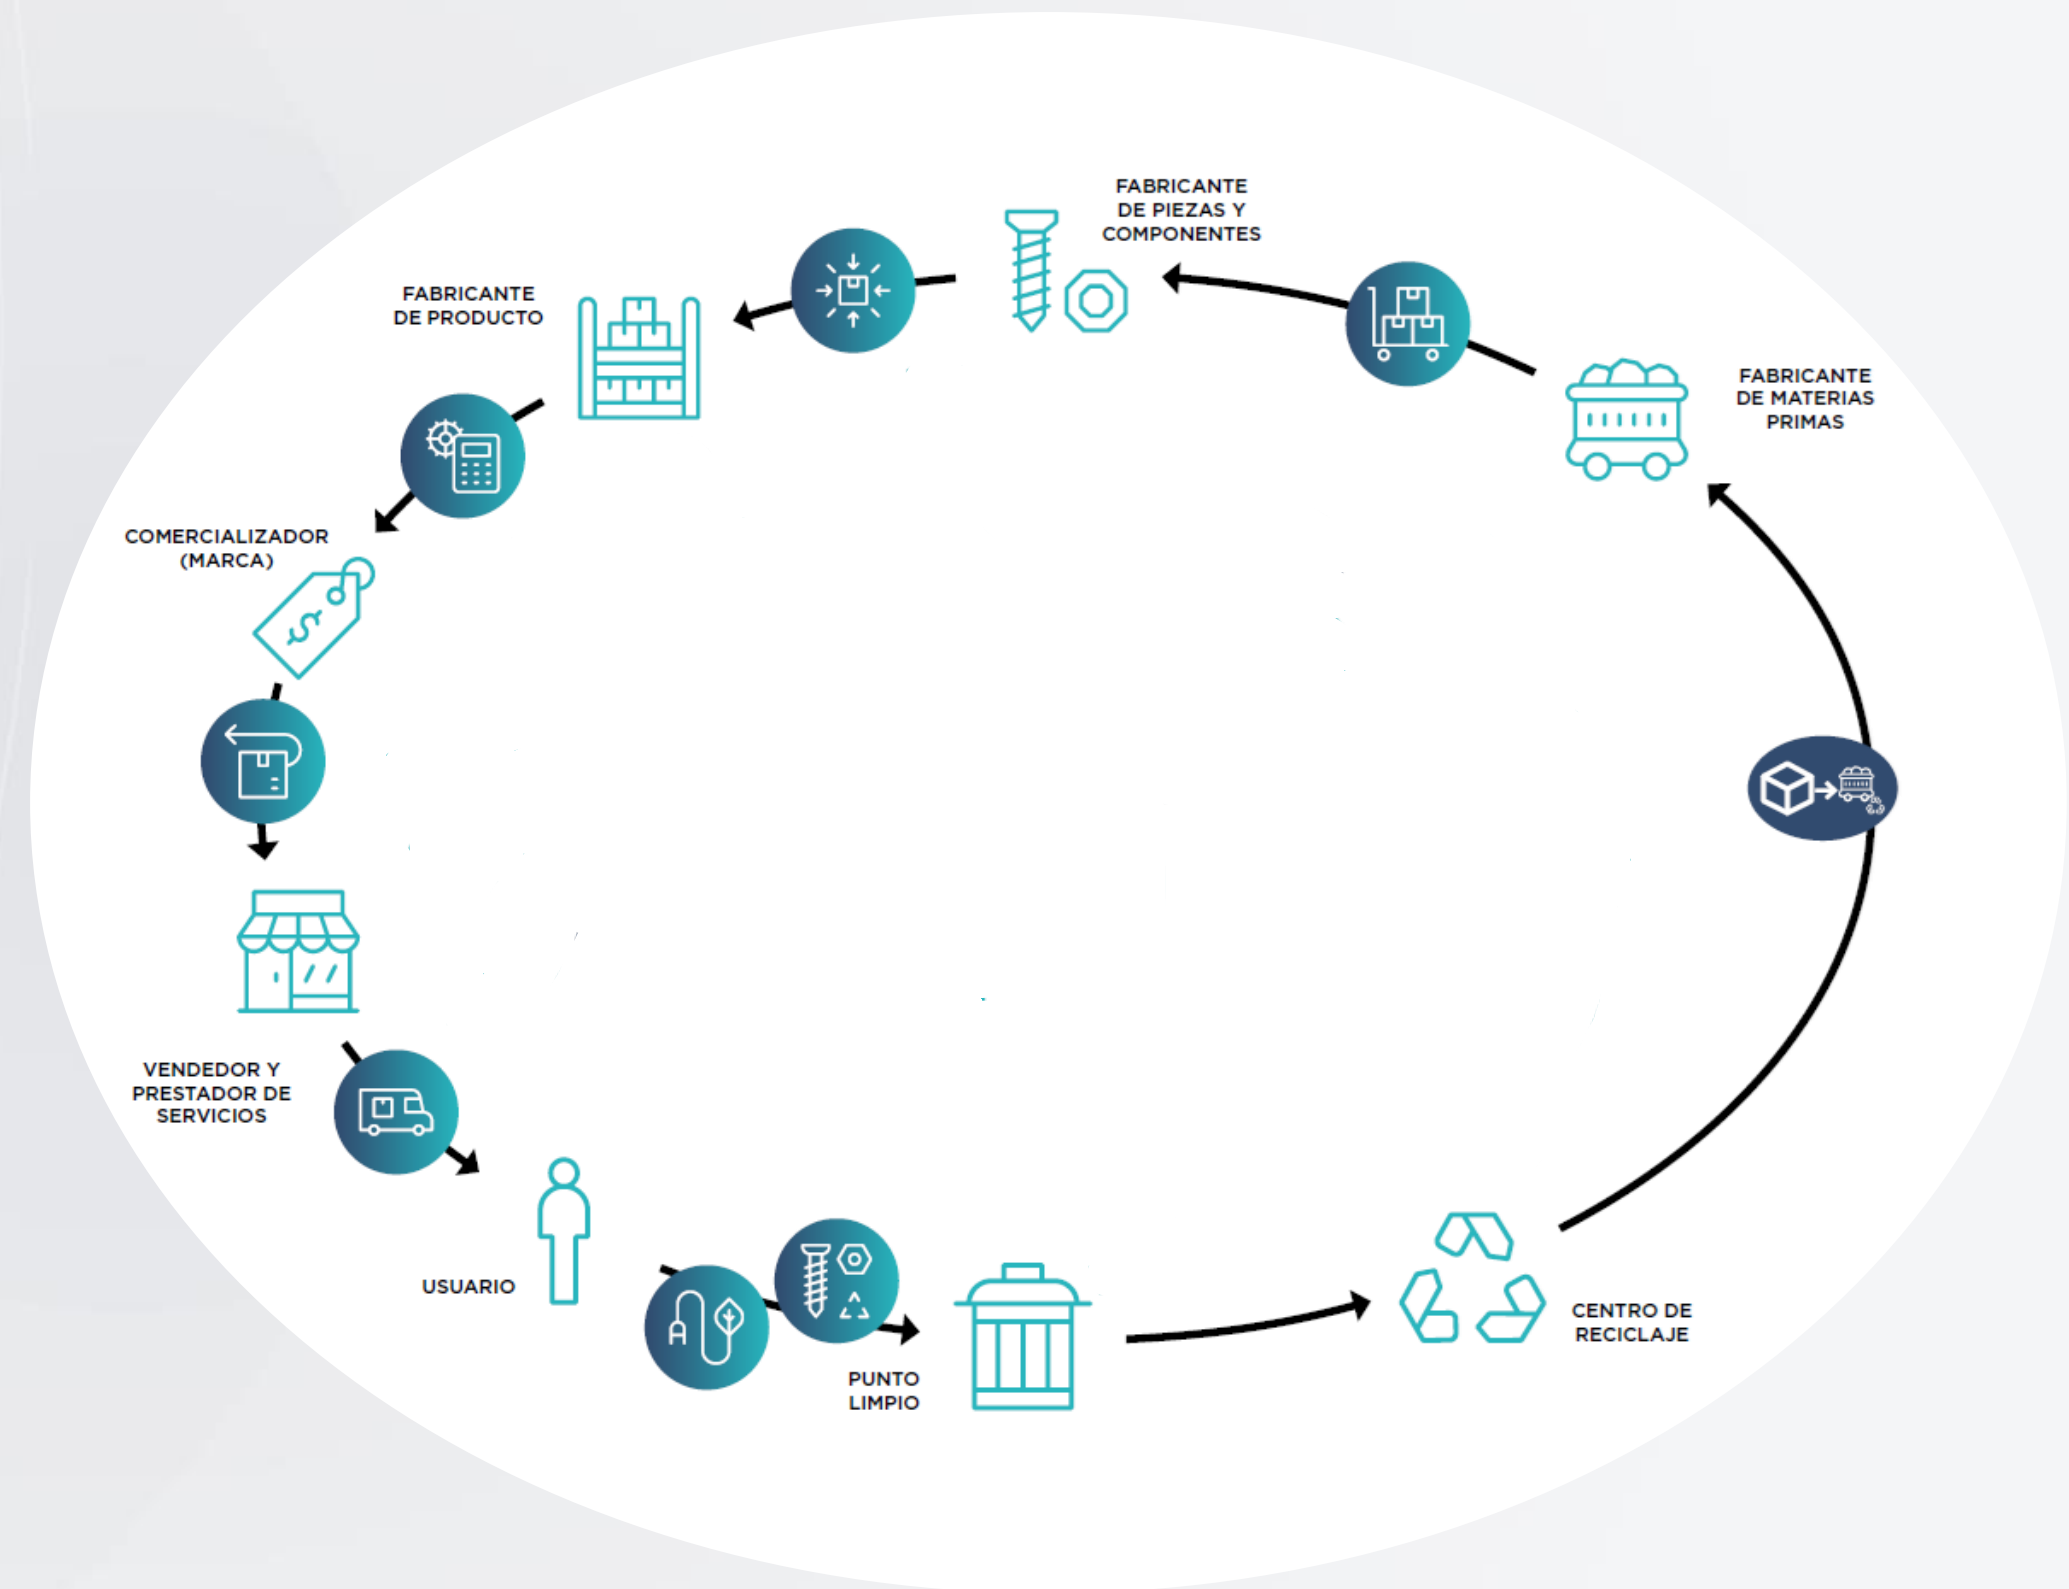 FABRICANTE
DE PIEZAS Y
COMPONENTES
FABRICANTE
DE PRODUCTO
FABRICANTE
DE MATERIAS
PRIMAS
COMERCIALIZADOR
(MARCA)
$
VENDEDOR Y
PRESTADOR DE
SERVICIOS
USUARIO
PUNTO
LIMPIO
CENTRO DE
RECICLAJE